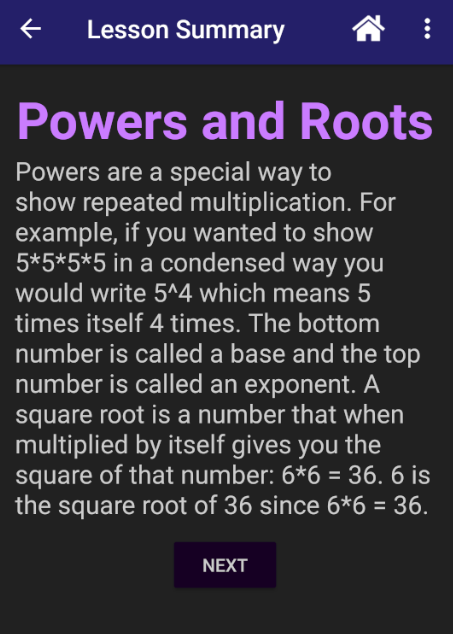 Lesson Summary
Powers and Roots
Powers are a special way to
show repeated multiplication. For
example, if you wanted to show
5*5*5*5 in a condensed way you
would write 5^4 which means 5
times itself 4 times. The bottom
number is called a base and the top
number is called an exponent. A
square root is a number that when
multiplied by itself gives you the
square of that number: 6*6 = 36. 6 is
the square root of 36 since 6*6 = 36.
NEXT